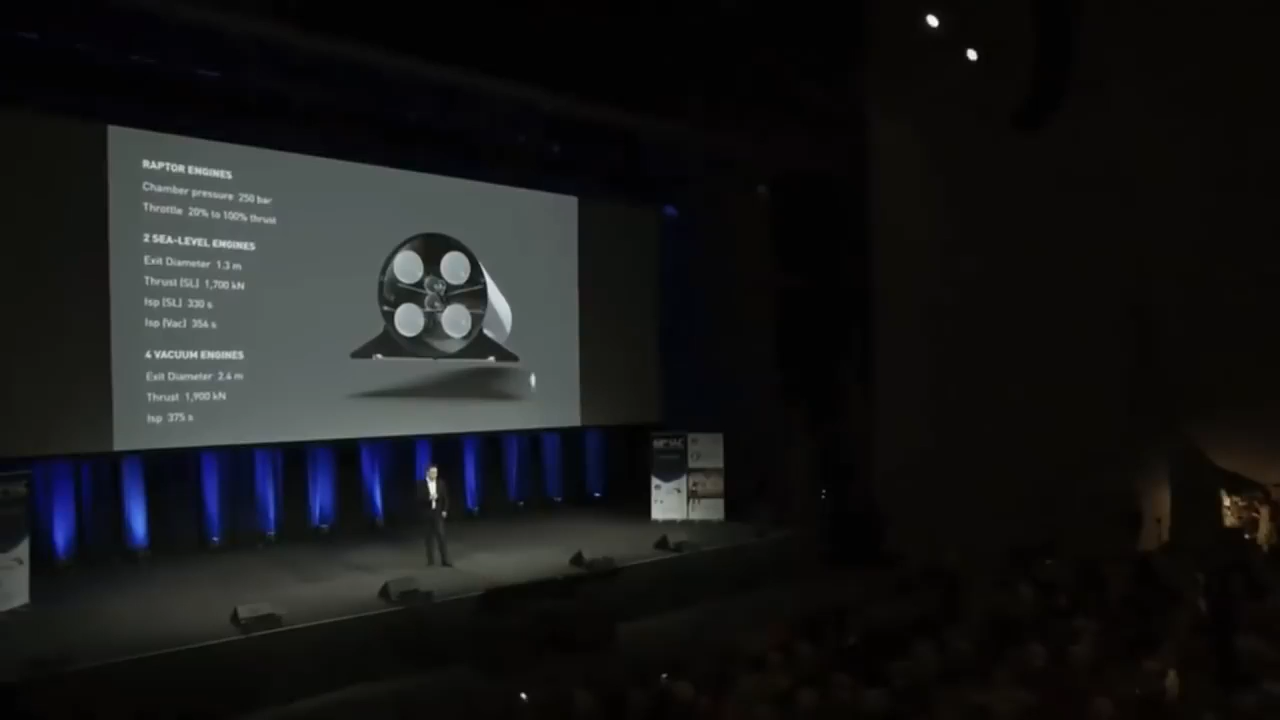 RAPTOR ENGINES
Chamber pressure 250 bar
Throttle 20% to 100% thrust
2 SEA-LEVEL ENGINES
Exit Diameter 1.3 m
Thrust (SL) 1,700 kN
Isp (SL) 330 s
Isp (Vac) 356 s
4 VACUUM ENGINES
Exit Diameter 2.4 m
Thrust 1,900 kN
Isp 375 s